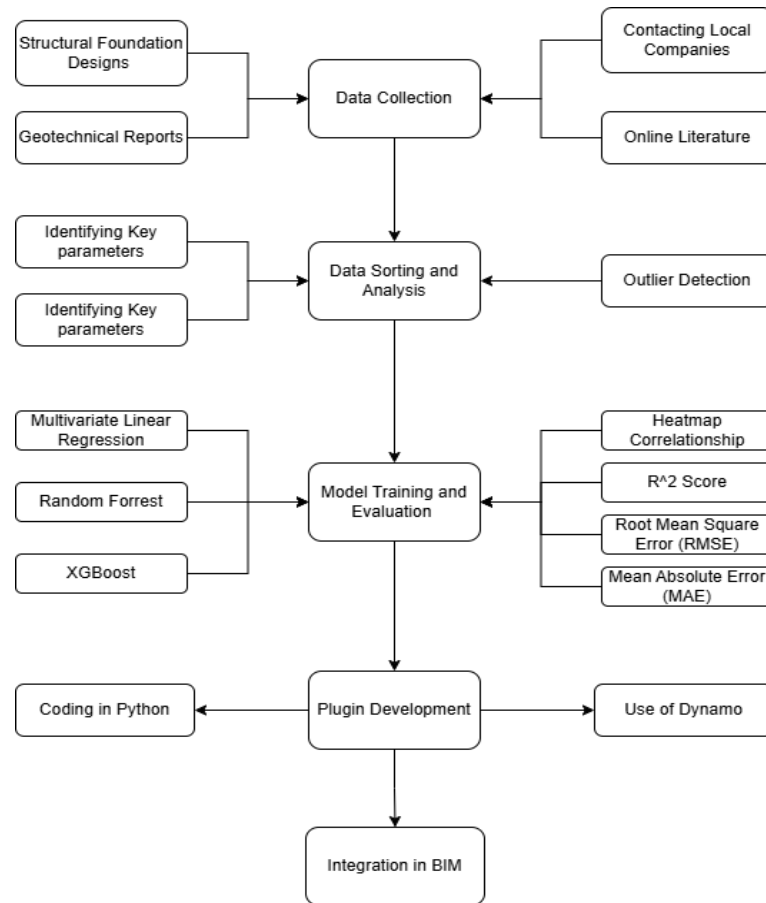 Structural Foundation
Designs
Contacting Local
Companies
Data Collection
Geotechnical Reports
Online Literature
Identifying Key
parameters
Data Sorting and
Analysis
Outlier Detection
Identifying Key
parameters
Multivariate Linear
Regression
Heatmap
Correlationship
R^2 Score
Random Forrest
Model Training and
Evaluation
Root Mean Square
Error (RMSE)
XGBoost
Mean Absolute Error
(MAE)
Coding in Python
Plugin Development
Use of Dynamo
Integration in BIM